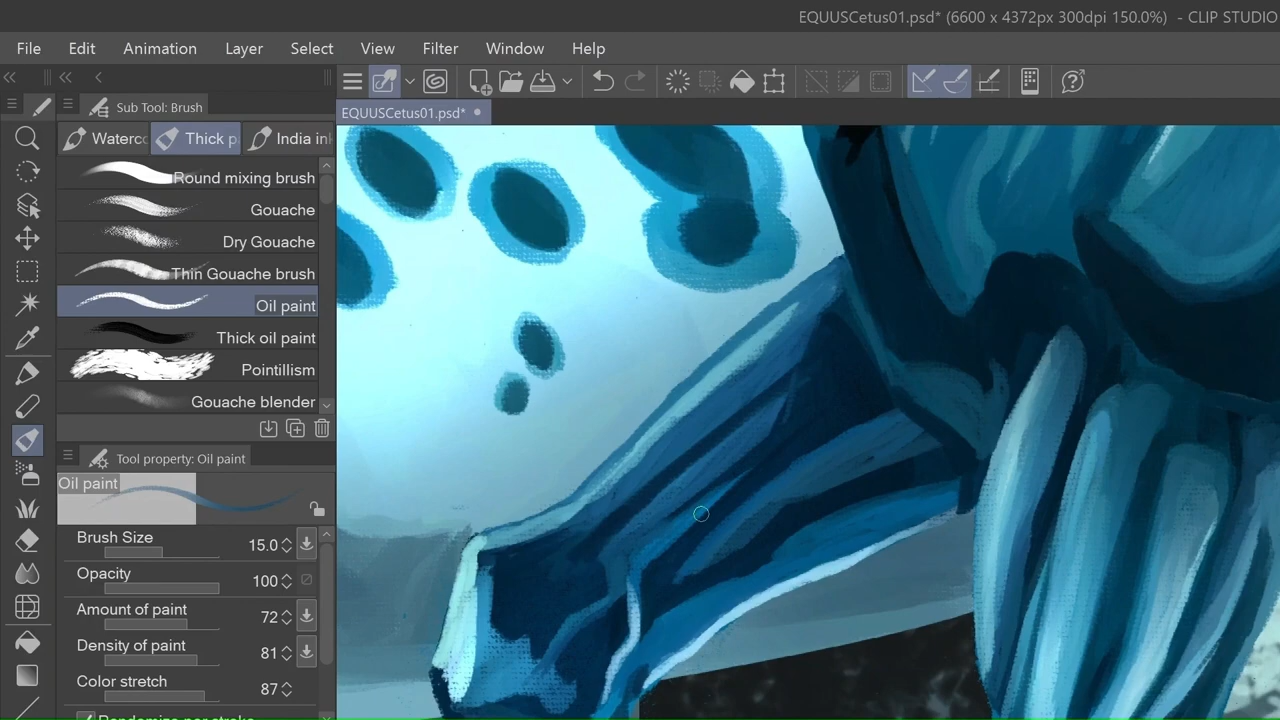 EQUUSCetus01.psd* (6600 x 4372px 300dpi 150.0%) - CLIP STUDIO
File Edit Animation Layer Select View Filter Window Help
Sub Tool: Brush
EQUUSCetus01.psd*
Waterc Thick p India in
Round mixing brush
Gouache
Dry Gouache
Thin Gouache brush
Oil paint
Thick oil paint
Pointillism
Gouache blender
Tool property: Oil paint
Oil paint
Brush Size 15.0
Opacity 100
Amount of paint 72
Density of paint 81
Color stretch 87
Randomize per stroke